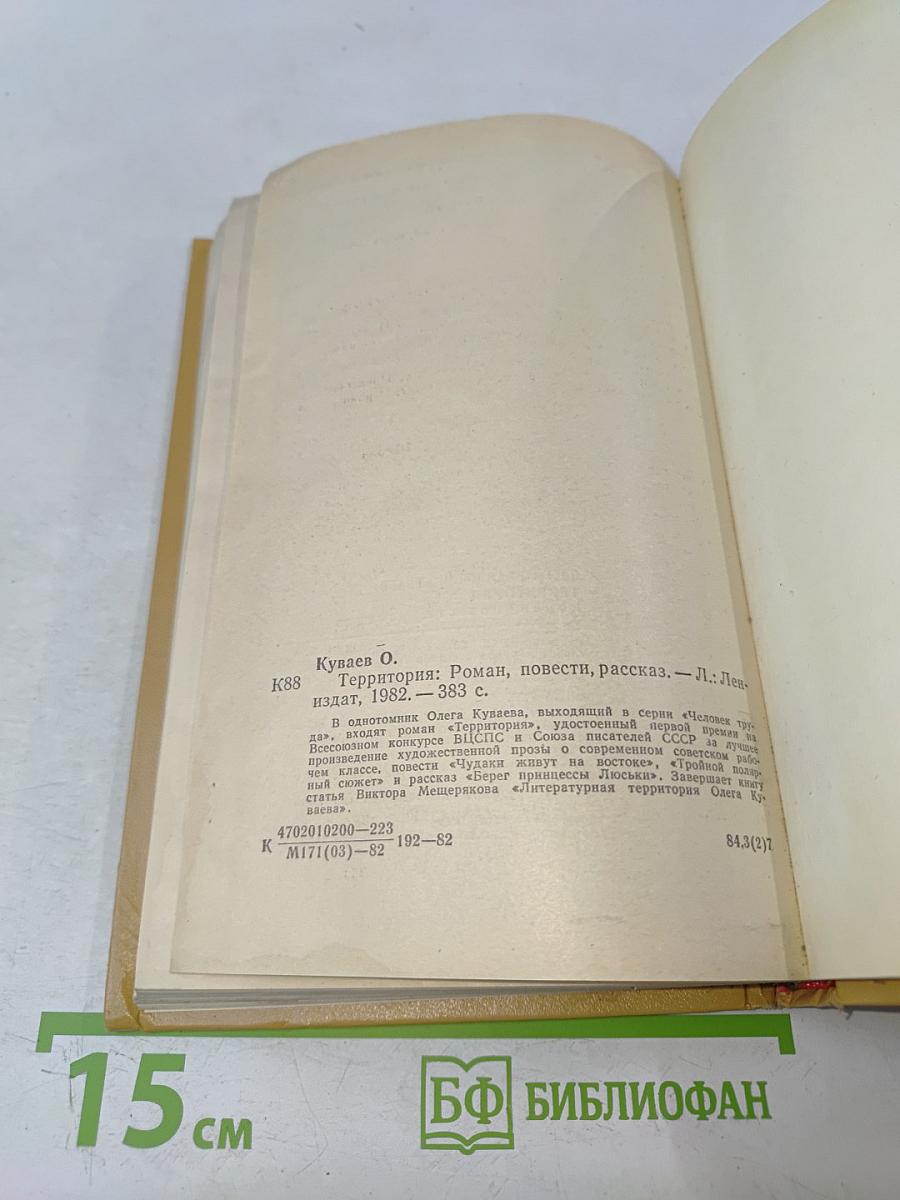 Куваев О.
К88
Территория: Роман, повести, рассказ. — Л.: Лен-
издат, 1982. — 383 с.
В однотомник Олега Куваева, выходящий в серии «Человек тру-
да», входят роман «Территория», удостоенный первой премии на
Всесоюзном конкурсе ВЦСПС и Союза писателей СССР за лучшее
произведение художественной прозы о современном советском рабо-
чем классе, повести «Чудаки живут на востоке», «Тройной поляр-
ный сюжет» и рассказ «Берег принцессы Люськи». Завершает книгу
статья Виктора Мещерякова «Литературная территория Олега Ку-
ваева».
К 4702010200—223
М171(03)—82 192—82
84.3(2)7
15 см
БФ БИБЛИОФАН